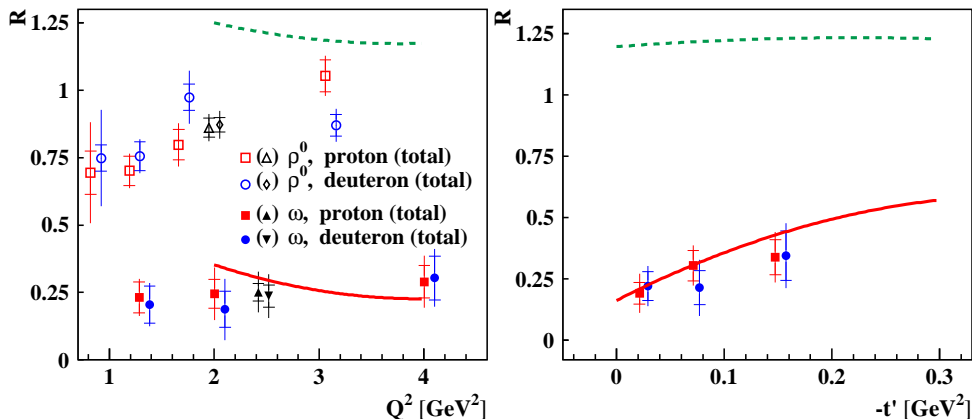 R
1.25
1
0.75
0.5
0.25
0
1 2 3 4
Q² [GeV²]
(△) ρ⁰, proton (total)
(◇) ρ⁰, deuteron (total)
(▲) ω, proton (total)
(▼) ω, deuteron (total)
R
1.5
1.25
1
0.75
0.5
0.25
0
0 0.1 0.2 0.3
-t' [GeV²]